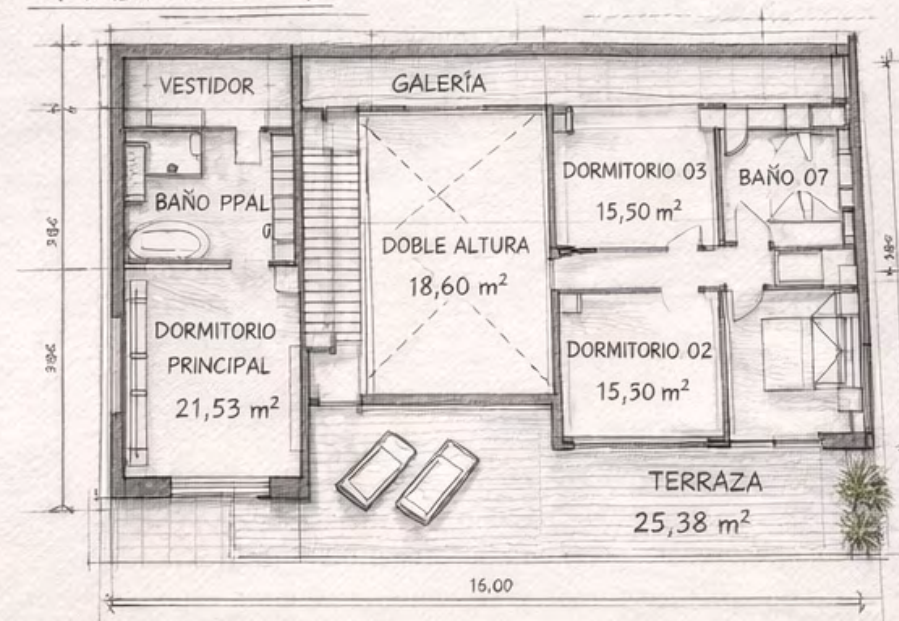 VESTIDOR
GALERÍA
BAÑO PPAL
DORMITORIO 03
15,50 m²
BAÑO 07
DOBLE ALTURA
18,60 m²
DORMITORIO
PRINCIPAL
21,53 m²
DORMITORIO 02
15,30 m²
TERRAZA
25,38 m²
16,00